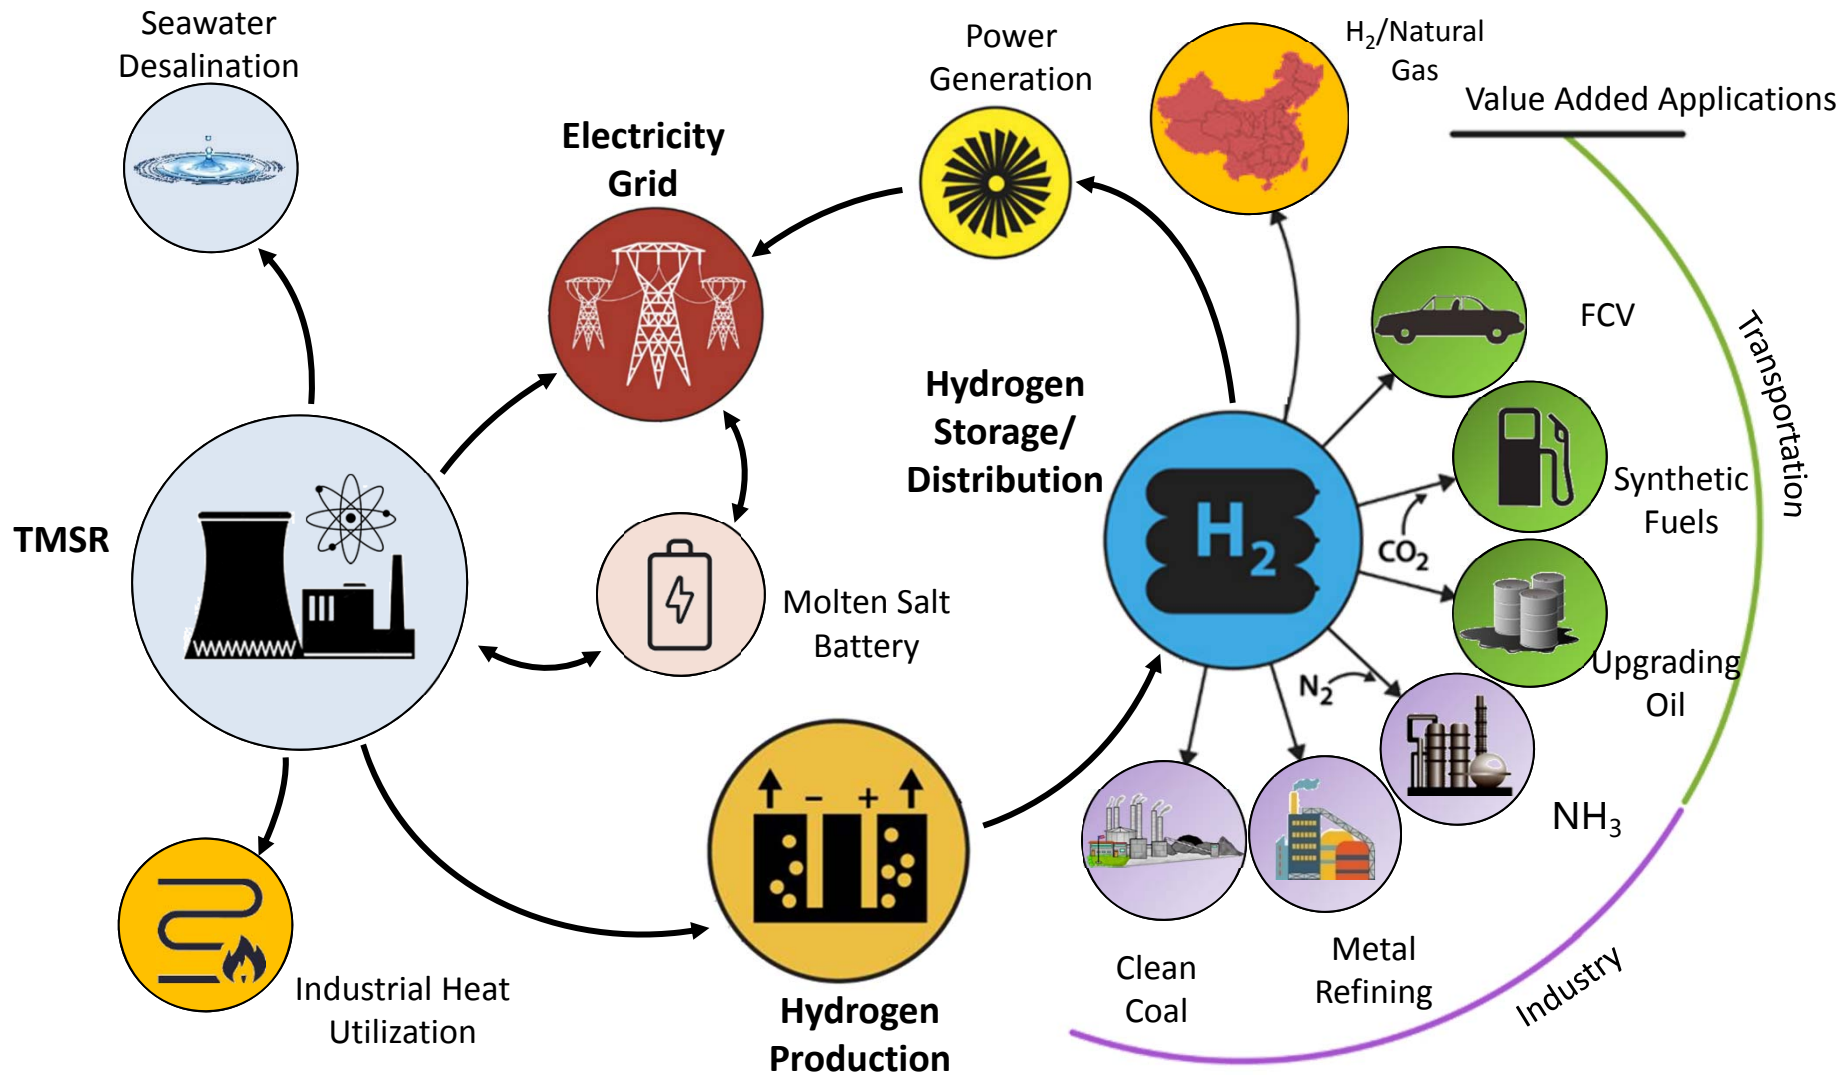 Seawater
Desalination
Electricity
Grid
Power
Generation
H₂/Natural
Gas
Value Added Applications
FCV
Transportation
Hydrogen
Storage/
Distribution
H₂
Synthetic
Fuels
CO₂
TMSR
Molten Salt
Battery
Upgrading
Oil
N₂
NH₃
- +
Industrial Heat
Utilization
Hydrogen
Production
Clean
Coal
Metal
Refining
Industry